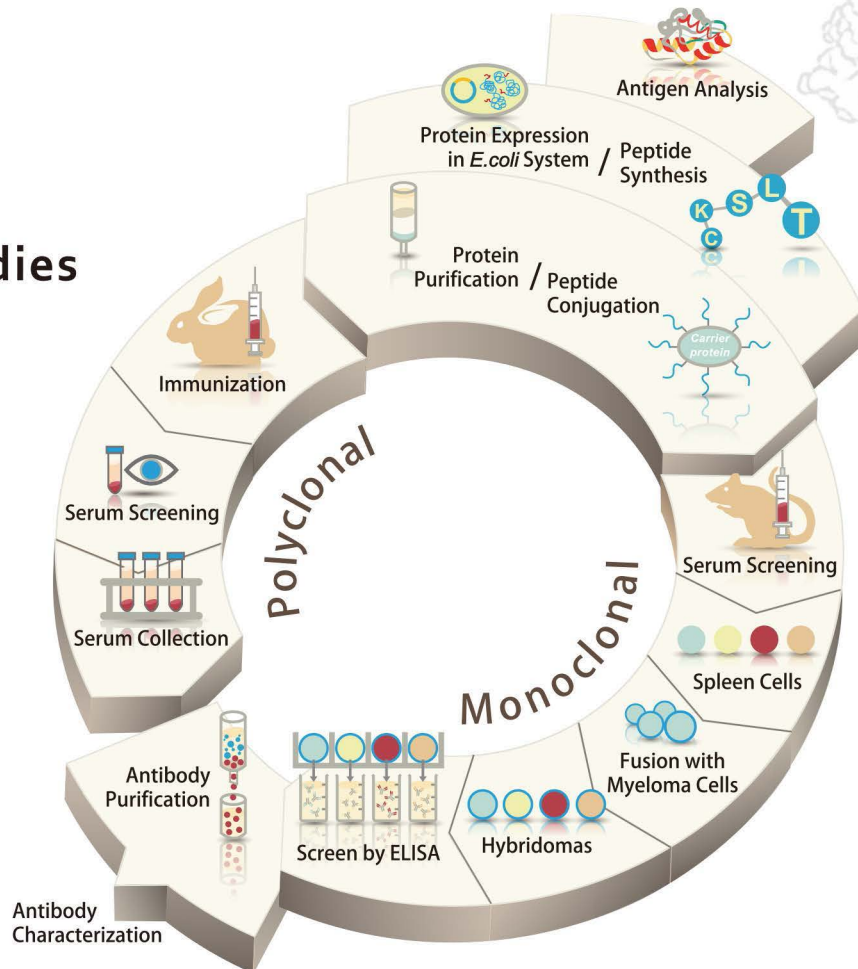 dies
Antigen Analysis
Protein Expression
in E.coli System / Peptide
Synthesis
K
C
S
L
T
Protein
Purification / Peptide
Conjugation
Carrier
protein
Immunization
Serum Screening
Serum Collection
Polyclonal
Monoclonal
Serum Screening
Spleen Cells
Fusion with
Myeloma Cells
Hybridomas
Screen by ELISA
Antibody
Purification
Antibody
Characterization